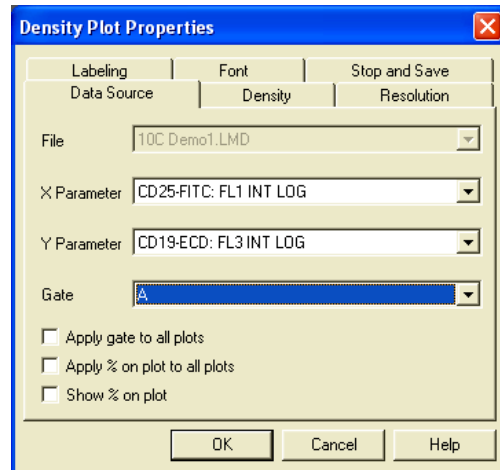 Density Plot Properties
Labeling Font Stop and Save
Data Source Density Resolution
File 10C Demo1.LMD
X Parameter CD25-FITC: FL1 INT LOG
Y Parameter CD19-ECD: FL3 INT LOG
Gate A
Apply gate to all plots
Apply % on plot to all plots
Show % on plot
OK Cancel Help